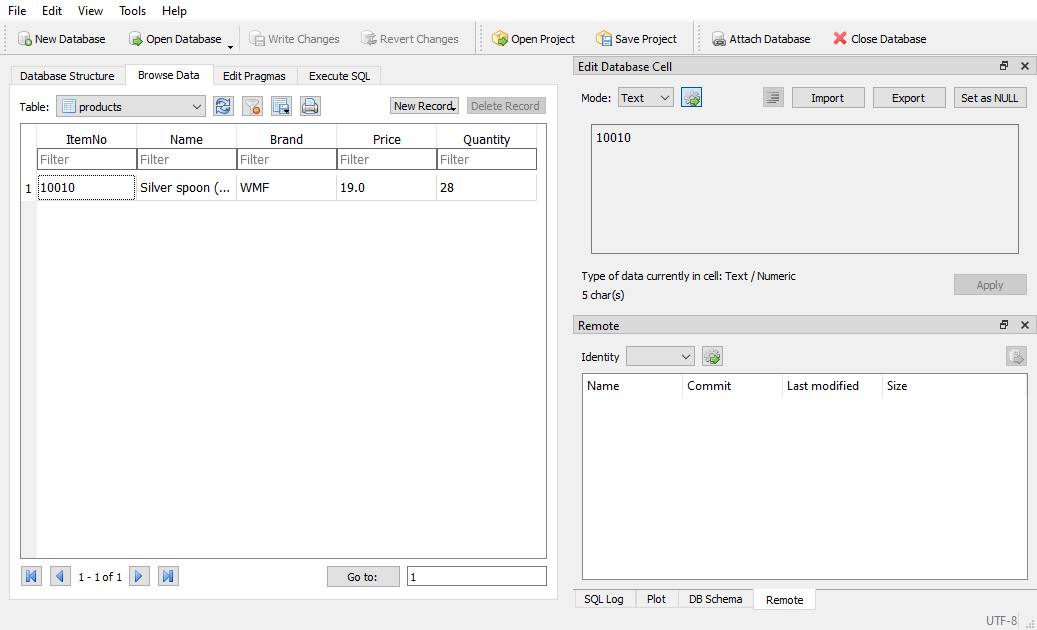 File Edit View Tools Help
New Database Open Database Write Changes Revert Changes Open Project Save Project Attach Database Close Database
Database Structure Browse Data Edit Pragmas Execute SQL
Table: products New Record Delete Record
ItemNo Name Brand Price Quantity
Filter Filter Filter Filter Filter
1 10010 Silver spoon (... WMF 19.0 28
1 - 1 of 1 Go to: 1
Edit Database Cell
Mode: Text Import Export Set as NULL
10010
Type of data currently in cell: Text / Numeric
5 char(s)
Apply
Remote
Identity
Name Commit Last modified Size
SQL Log Plot DB Schema Remote
UTF-8